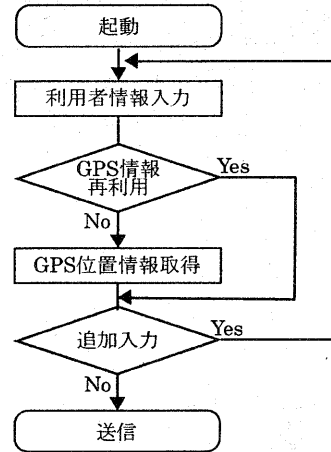 起動
利用者情報入力
GPS情報
再利用
Yes
No
GPS位置情報取得
追加入力
Yes
No
送信